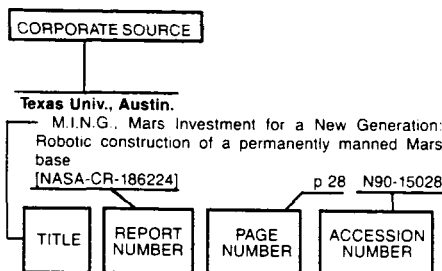 CORPORATE SOURCE
Texas Univ., Austin.
M.I.N.G., Mars Investment for a New Generation:
Robotic construction of a permanently manned Mars
base
[NASA-CR-186224] p 28 N90-15028
TITLE
REPORT
NUMBER
PAGE
NUMBER
ACCESSION
NUMBER